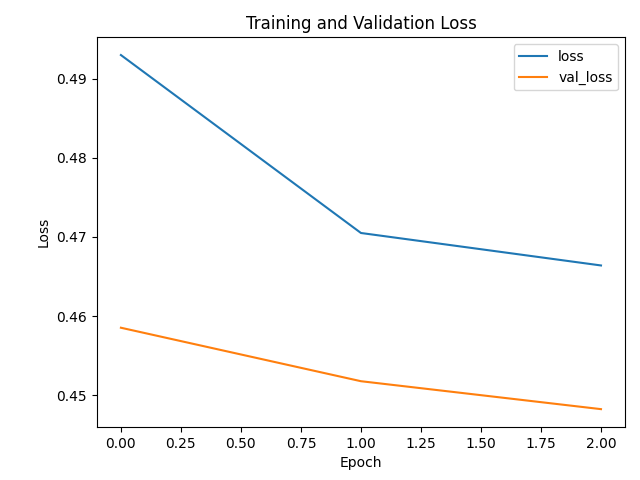 Training and Validation Loss
loss
val_loss
0.49
0.48
0.47
0.46
0.45
Loss
0.00 0.25 0.50 0.75 1.00 1.25 1.50 1.75 2.00
Epoch